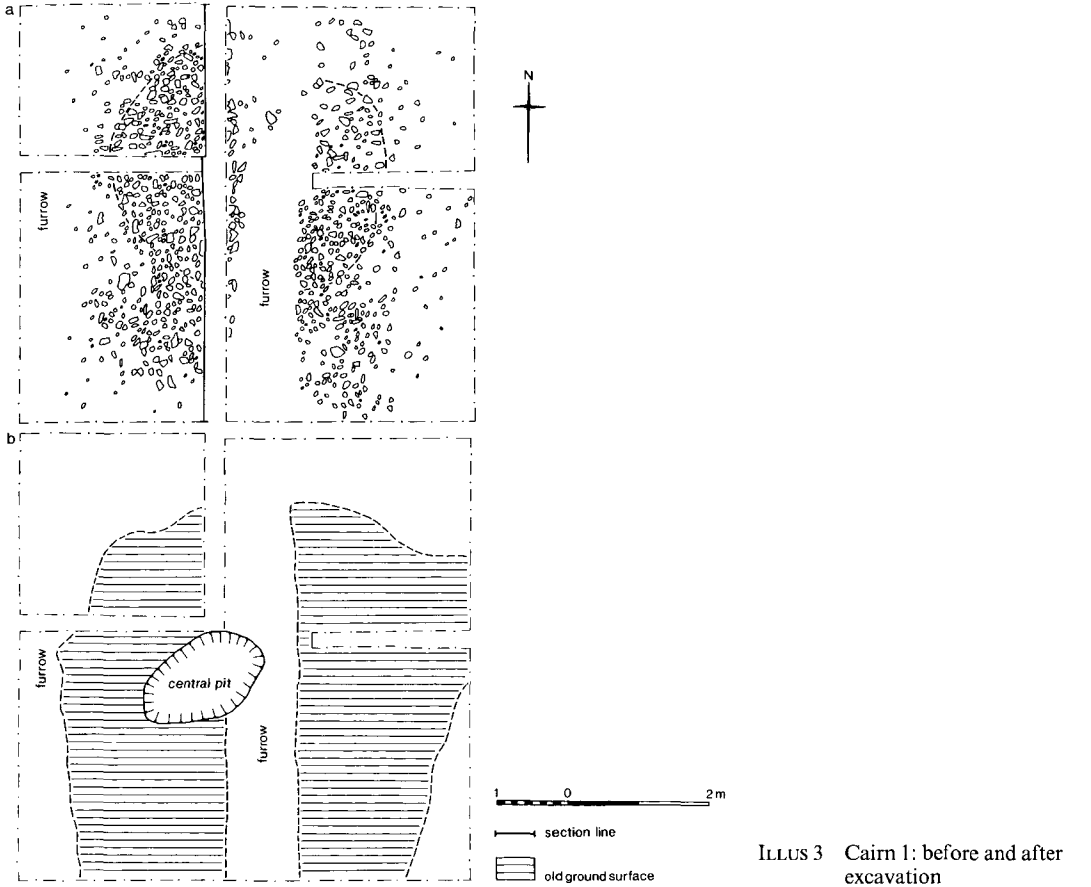 a
N
furrow
furrow
b
central pit
furrow
furrow
1 0 2m
section line
old ground surface
ILLUS 3 Cairn 1: before and after
excavation